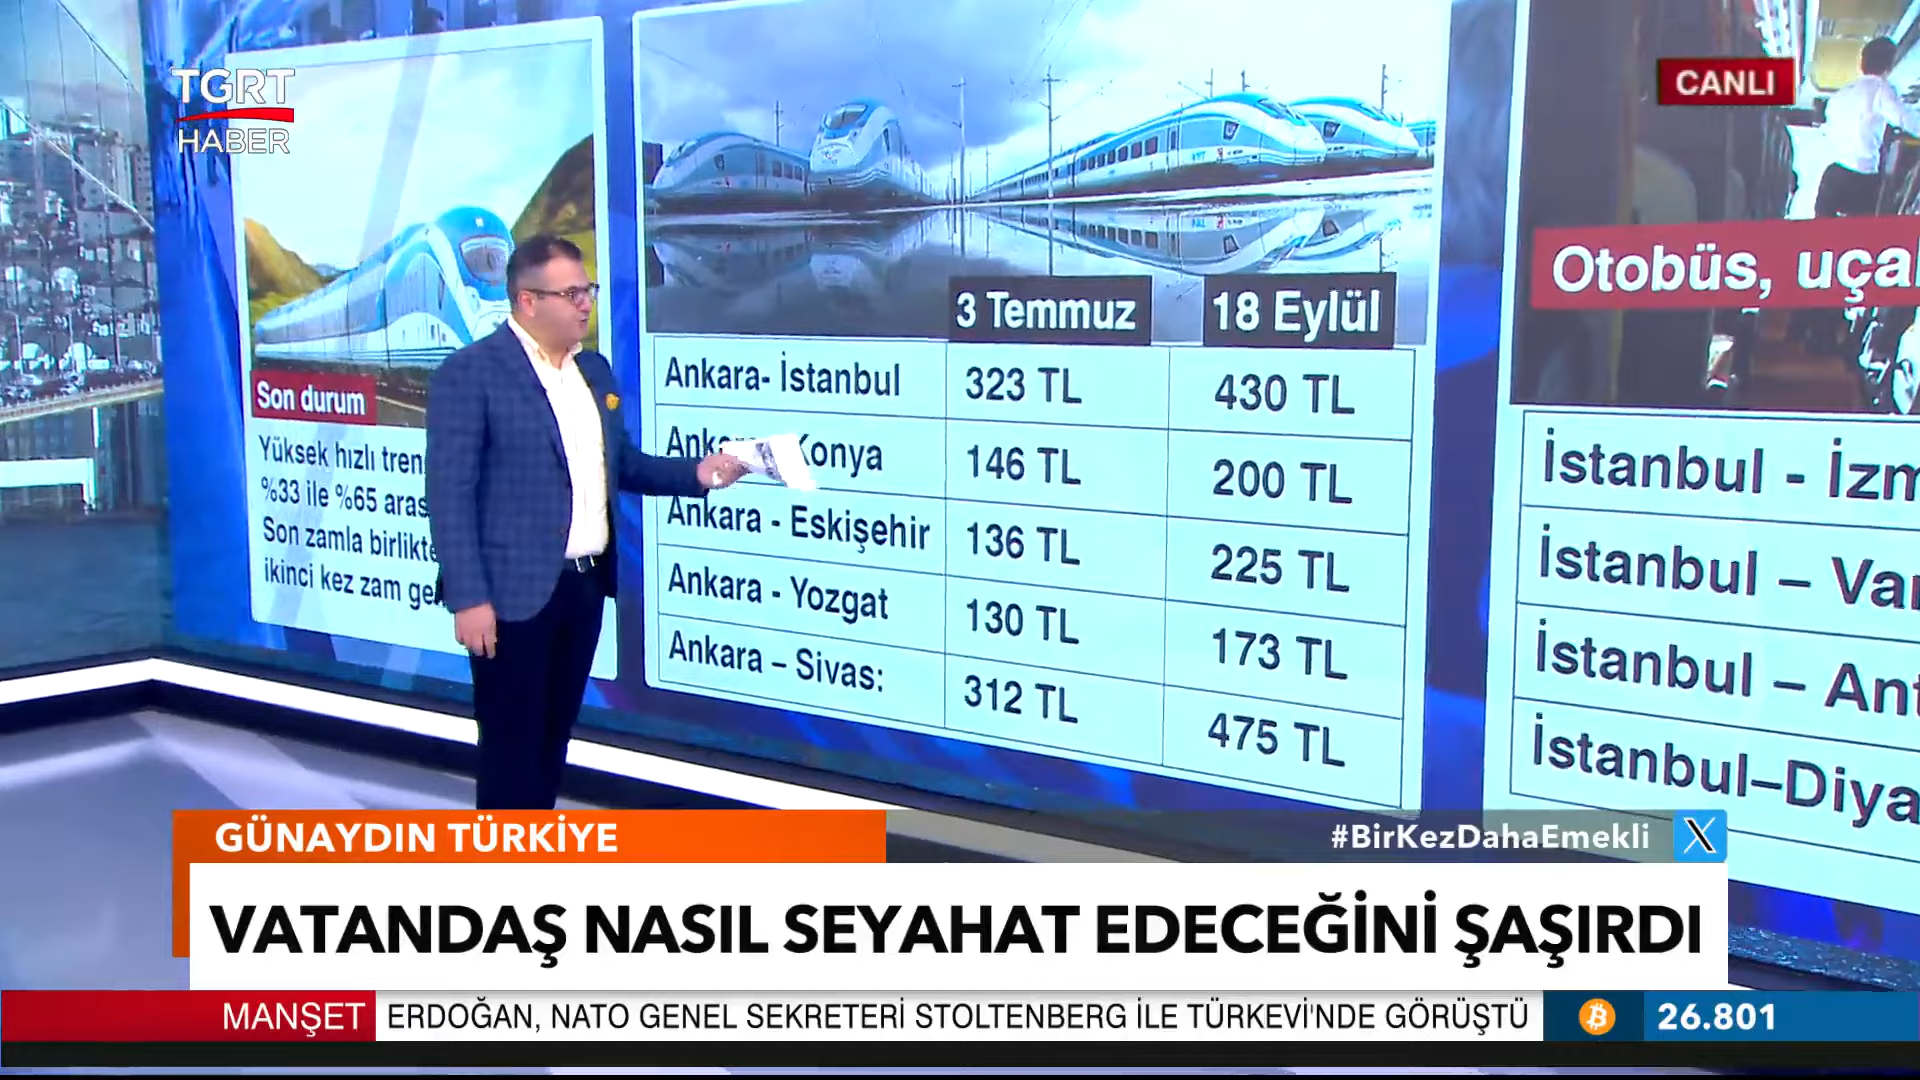 TGRT
HABER
CANLI
Son durum
Yüksek hızlı tren
%33 ile %65 aras
Son zamla birlikte
ikinci kez zam ge
3 Temmuz 18 Eylül
Ankara- İstanbul 323 TL 430 TL
Konya 146 TL 200 TL
Ankara - Eskişehir 136 TL 225 TL
Ankara - Yozgat 130 TL 173 TL
Ankara – Sivas: 312 TL 475 TL
Otobüs, uça
İstanbul - İzm
İstanbul – Va
İstanbul – Ant
İstanbul–Diya
GÜNAYDIN TÜRKİYE
#BirKezDahaEmekli X
VATANDAŞ NASIL SEYAHAT EDECEĞİNİ ŞAŞIRDI
MANŞET ERDOĞAN, NATO GENEL SEKRETERİ STOLTENBERG İLE TÜRKEVİ'NDE GÖRÜŞTÜ 26.801